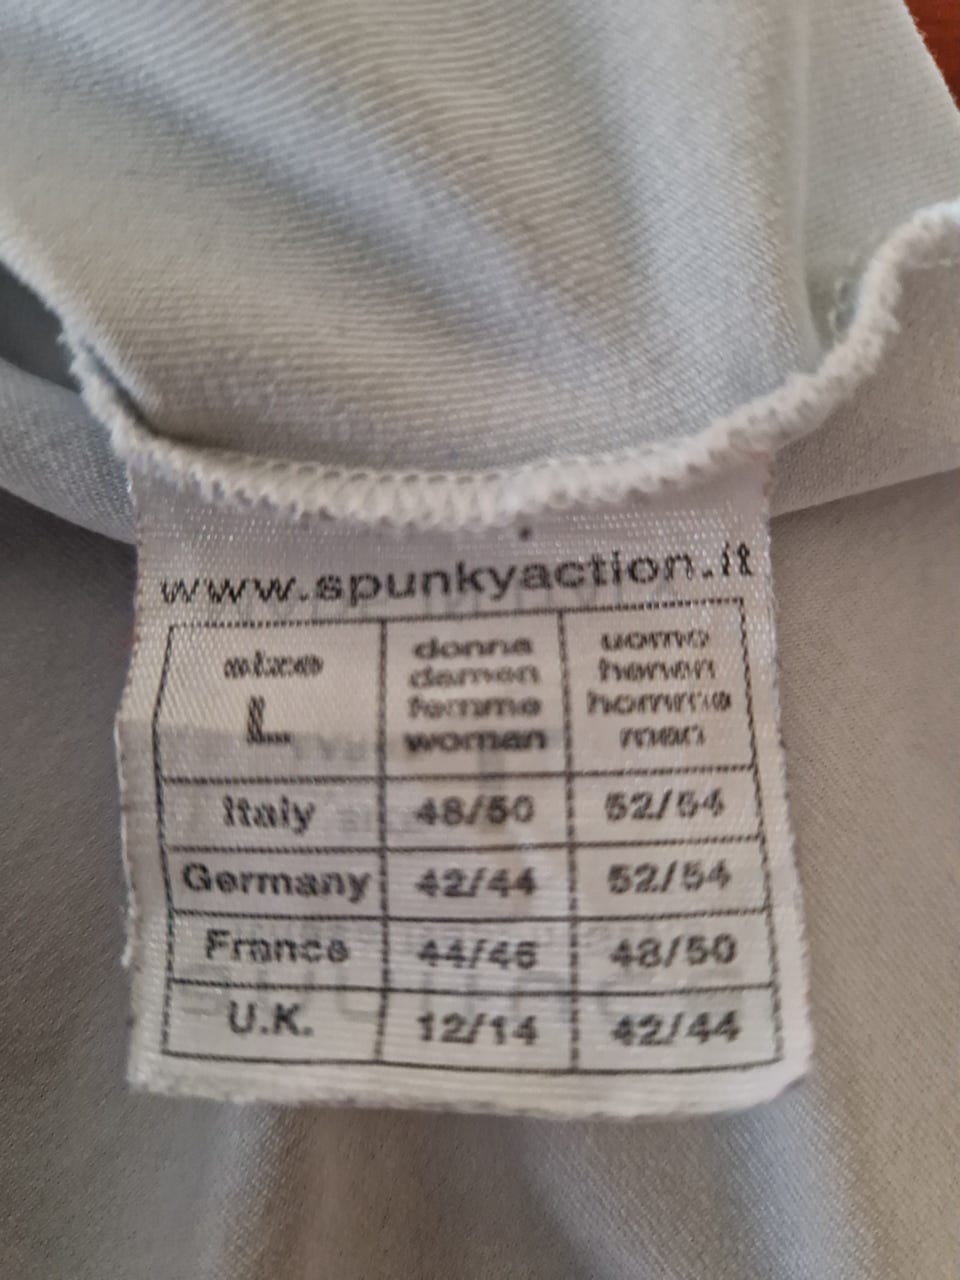 www.spunkyaction.it
size L
donna damen femme woman
uomo herren homme man
Italy 48/50 52/54
Germany 42/44 52/54
France 44/46 48/50
U.K. 12/14 42/44